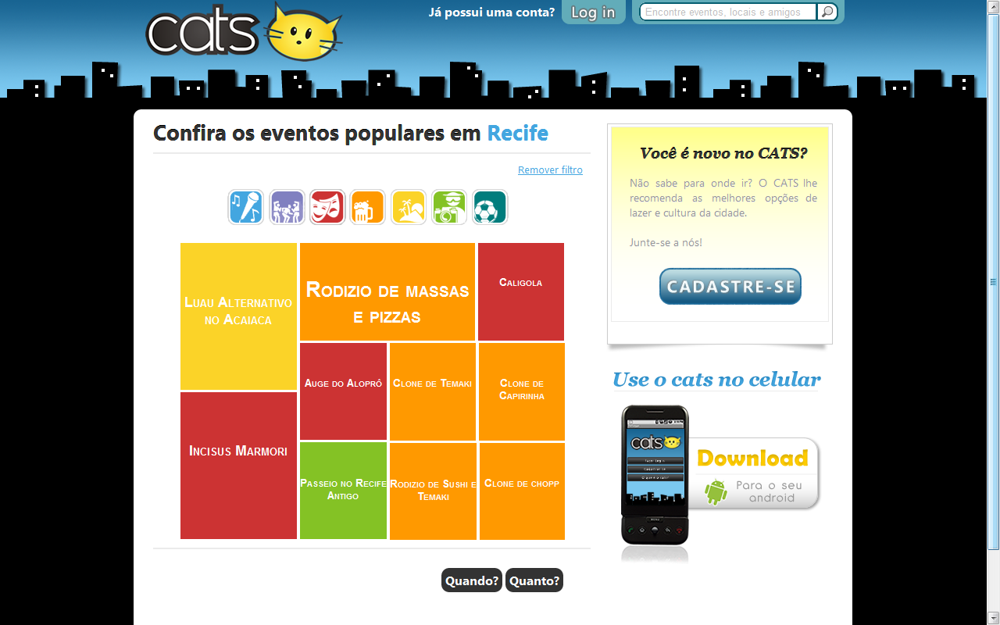 cats
Já possui uma conta?
Log in
Encontre eventos, locais e amigos
Confira os eventos populares em Recife
Remover filtro
Luau Alternativo
no Acaiaca
Rodizio de massas
e pizzas
Caligola
Auge do Aloprô
Clone de Temaki
Clone de
Capirinha
Incisus Marmori
Passeio no Recife
Antigo
Rodizio de Sushi e
Temaki
Clone de chopp
Quando?
Quanto?
Você é novo no CATS?
Não sabe para onde ir? O CATS lhe
recomenda as melhores opções de
lazer e cultura da cidade.
Junte-se a nós!
CADASTRE-SE
Use o cats no celular
cats
Download
Para o seu
android